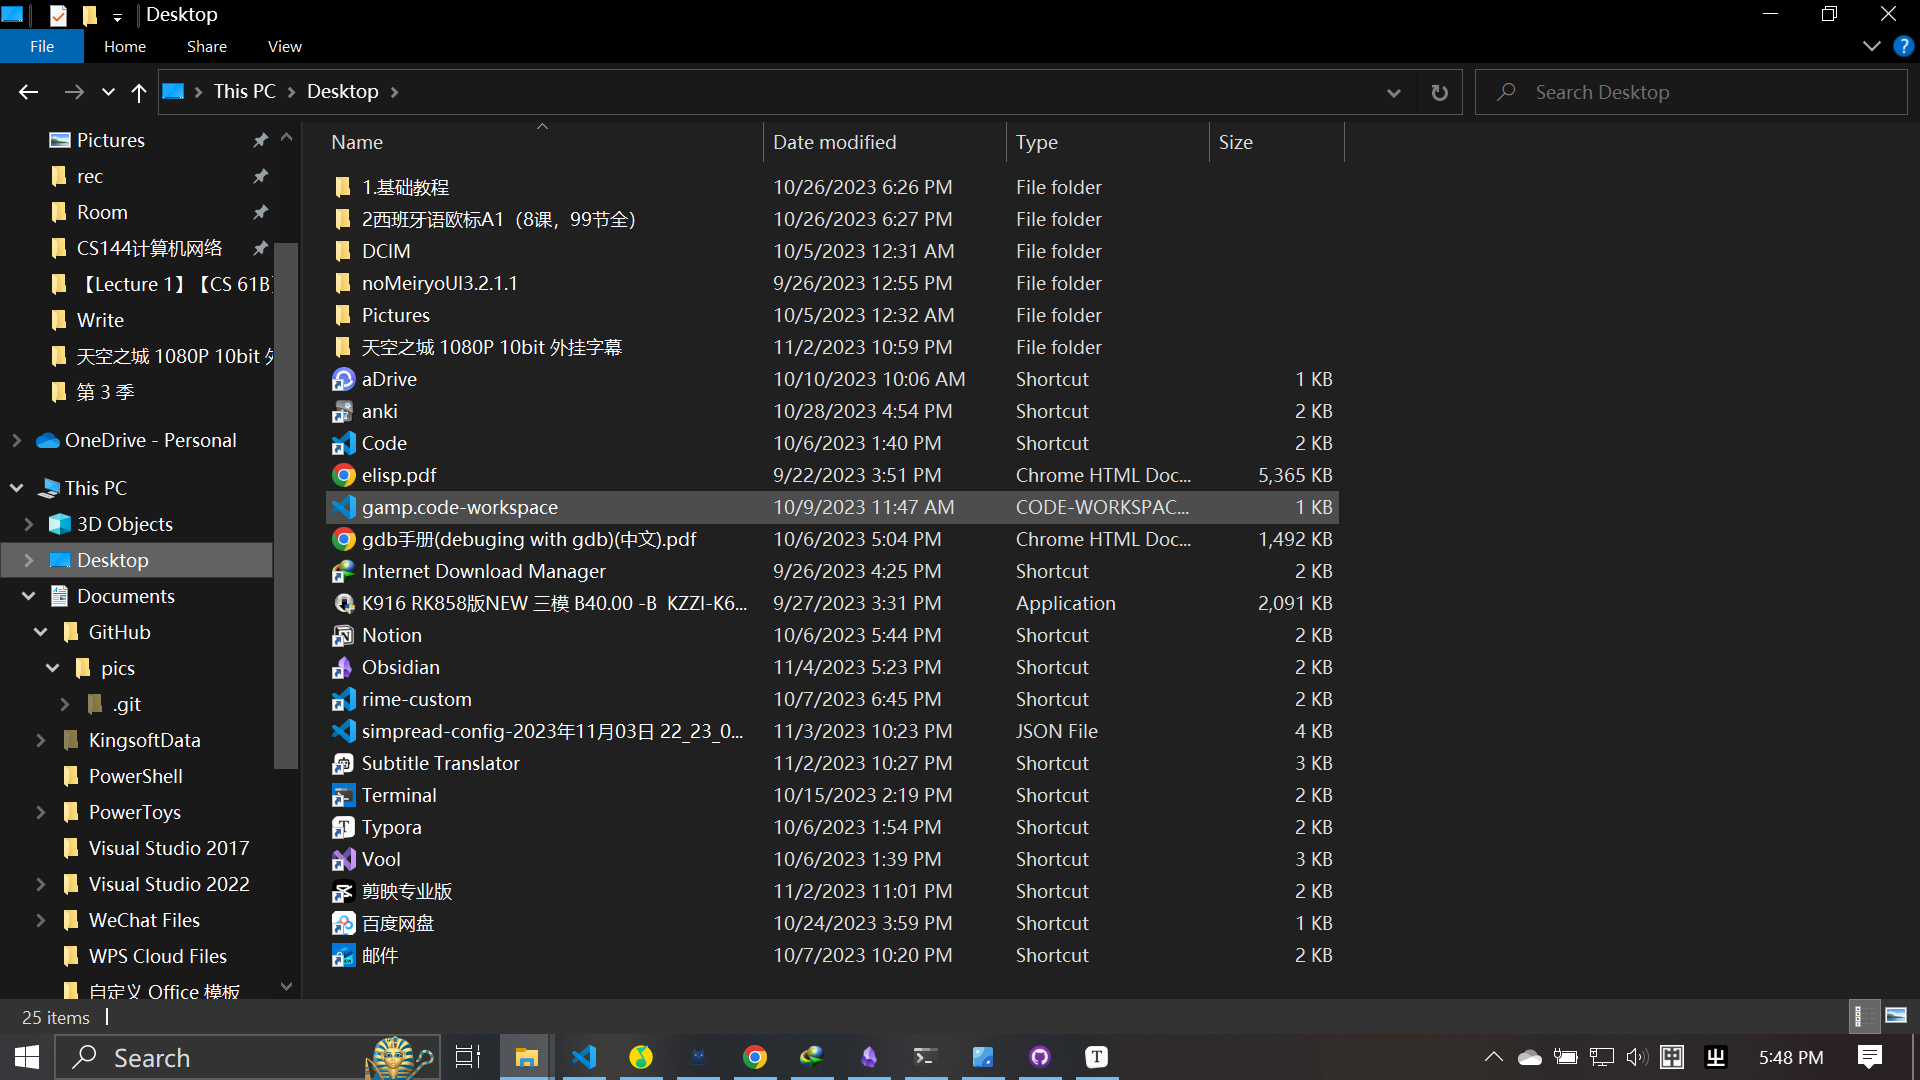 Desktop
File Home Share View
This PC Desktop
Search Desktop
Pictures
rec
Room
CS144计算机网络
【Lecture 1】【CS 61B】
Write
天空之城 1080P 10bit 外
第 3 季
OneDrive - Personal
This PC
3D Objects
Desktop
Documents
GitHub
pics
.git
KingsoftData
PowerShell
PowerToys
Visual Studio 2017
Visual Studio 2022
WeChat Files
WPS Cloud Files
自定义 Office 模板
Name Date modified Type Size
1.基础教程 10/26/2023 6:26 PM File folder
2西班牙语欧标A1（8课，99节全） 10/26/2023 6:27 PM File folder
DCIM 10/5/2023 12:31 AM File folder
noMeiryoUI3.2.1.1 9/26/2023 12:55 PM File folder
Pictures 10/5/2023 12:32 AM File folder
天空之城 1080P 10bit 外挂字幕 11/2/2023 10:59 PM File folder
aDrive 10/10/2023 10:06 AM Shortcut 1 KB
anki 10/28/2023 4:54 PM Shortcut 2 KB
Code 10/6/2023 1:40 PM Shortcut 2 KB
elisp.pdf 9/22/2023 3:51 PM Chrome HTML Doc... 5,365 KB
gamp.code-workspace 10/9/2023 11:47 AM CODE-WORKSPAC... 1 KB
gdb手册(debuging with gdb)(中文).pdf 10/6/2023 5:04 PM Chrome HTML Doc... 1,492 KB
Internet Download Manager 9/26/2023 4:25 PM Shortcut 2 KB
K916 RK858版NEW 三模 B40.00 -B  KZZI-K6... 9/27/2023 3:31 PM Application 2,091 KB
Notion 10/6/2023 5:44 PM Shortcut 2 KB
Obsidian 11/4/2023 5:23 PM Shortcut 2 KB
rime-custom 10/7/2023 6:45 PM Shortcut 2 KB
simpread-config-2023年11月03日 22_23_0... 11/3/2023 10:23 PM JSON File 4 KB
Subtitle Translator 11/2/2023 10:27 PM Shortcut 3 KB
Terminal 10/15/2023 2:19 PM Shortcut 2 KB
Typora 10/6/2023 1:54 PM Shortcut 2 KB
Vool 10/6/2023 1:39 PM Shortcut 3 KB
剪映专业版 11/2/2023 11:01 PM Shortcut 2 KB
百度网盘 10/24/2023 3:59 PM Shortcut 1 KB
邮件 10/7/2023 10:20 PM Shortcut 2 KB
25 items
Search
5:48 PM